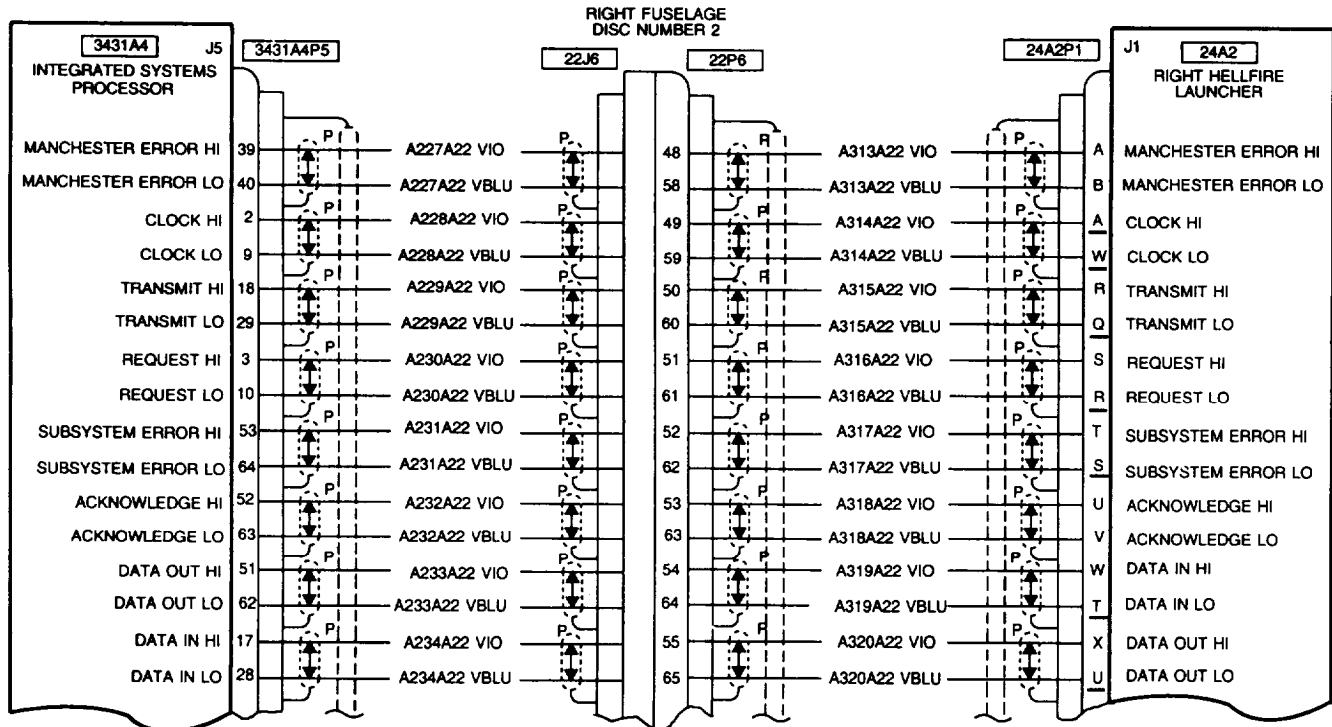 RIGHT FUSELAGE
DISC NUMBER 2
3431A4 J5 3431A4P5 22J6 22P6 24A2P1 J1 24A2
INTEGRATED SYSTEMS
PROCESSOR
RIGHT HELLFIRE
LAUNCHER
P P P P
MANCHESTER ERROR HI 39 A227A22 VIO 48 A313A22 VIO A MANCHESTER ERROR HI
MANCHESTER ERROR LO 40 A227A22 VBLU 58 A313A22 VBLU B MANCHESTER ERROR LO
P P P P
CLOCK HI 2 A228A22 VIO 49 A314A22 VIO A CLOCK HI
CLOCK LO 9 A228A22 VBLU 59 A314A22 VBLU W CLOCK LO
P P P P
TRANSMIT HI 18 A229A22 VIO 50 A315A22 VIO R TRANSMIT HI
TRANSMIT LO 29 A229A22 VBLU 60 A315A22 VBLU Q TRANSMIT LO
P P P P
REQUEST HI 3 A230A22 VIO 51 A316A22 VIO S REQUEST HI
REQUEST LO 10 A230A22 VBLU 61 A316A22 VBLU R REQUEST LO
P P P P
SUBSYSTEM ERROR HI 53 A231A22 VIO 52 A317A22 VIO T SUBSYSTEM ERROR HI
SUBSYSTEM ERROR LO 64 A231A22 VBLU 62 A317A22 VBLU S SUBSYSTEM ERROR LO
P P P P
ACKNOWLEDGE HI 52 A232A22 VIO 53 A318A22 VIO U ACKNOWLEDGE HI
ACKNOWLEDGE LO 63 A232A22 VBLU 63 A318A22 VBLU V ACKNOWLEDGE LO
P P P P
DATA OUT HI 51 A233A22 VIO 54 A319A22 VIO W DATA IN HI
DATA OUT LO 62 A233A22 VBLU 64 A319A22 VBLU T DATA IN LO
P P P P
DATA IN HI 17 A234A22 VIO 55 A320A22 VIO X DATA OUT HI
DATA IN LO 28 A234A22 VBLU 65 A320A22 VBLU U DATA OUT LO